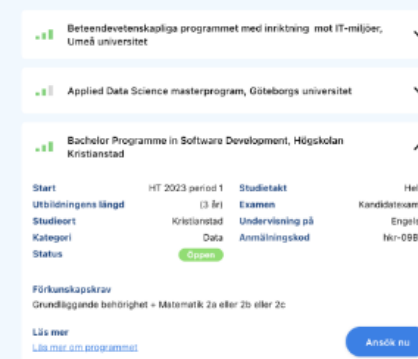 Beteendevetenskapliga programmet med inriktning mot IT-miljöer,
Umeå universitet
Applied Data Science masterprogram, Göteborgs universitet
Bachelor Programme in Software Development, Högskolan
Kristianstad
Start HT 2023 period 1 Studietakt Hel
Utbildningens längd (3 år) Examen Kandidatexam
Studieort Kristianstad Undervisning på Engels
Kategori Data Anmälningskod hkr-09B
Status Öppen
Förkunskapskrav
Grundläggande behörighet + Matematik 2a eller 2b eller 2c
Läs mer
Läs mer om programmet
Ansök nu